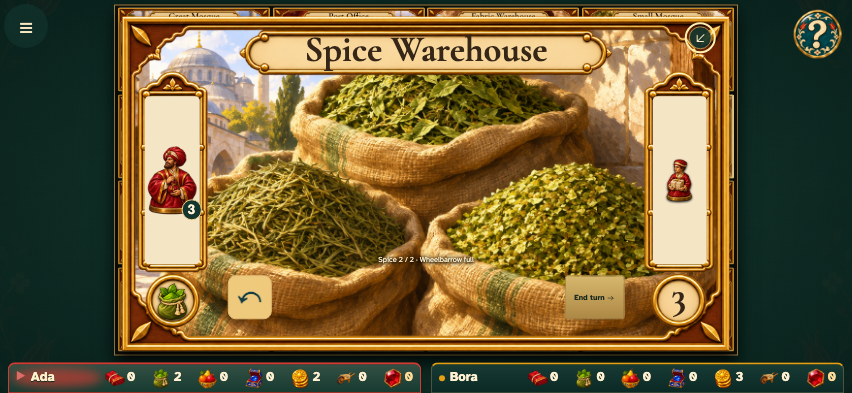 Great Mosque Post Office Fabric Warehouse Small Mosque
Spice Warehouse
?
3
Spice 2 / 2 · Wheelbarrow full
End turn →
3
Ada 0 2 0 0 2 0 0
Bora 0 0 0 0 3 0 0